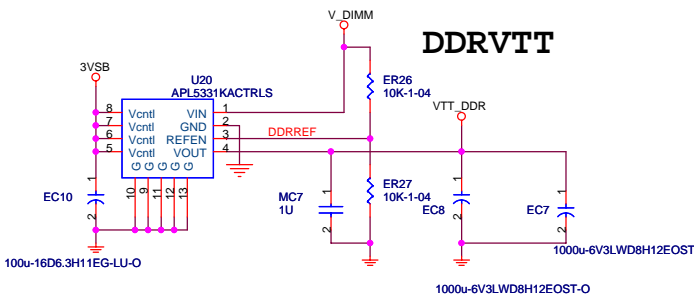 V_DIMM
DDRVTT
3VSB
U20
APL5331KACTRLS
ER26
10K-1-04
VTT_DDR
8 Vcntl VIN 1
7 Vcntl GND 2
6 Vcntl REFEN 3 DDRREF
5 Vcntl VOUT 4
G G G G G
10 9 11 12 13
1
EC10
2
1
MC7
1U
2
ER27
10K-1-04
1
EC8
2
1
EC7
2
100u-16D6.3H11EG-LU-O
1000u-6V3LWD8H12EOST
1000u-6V3LWD8H12EOST-O